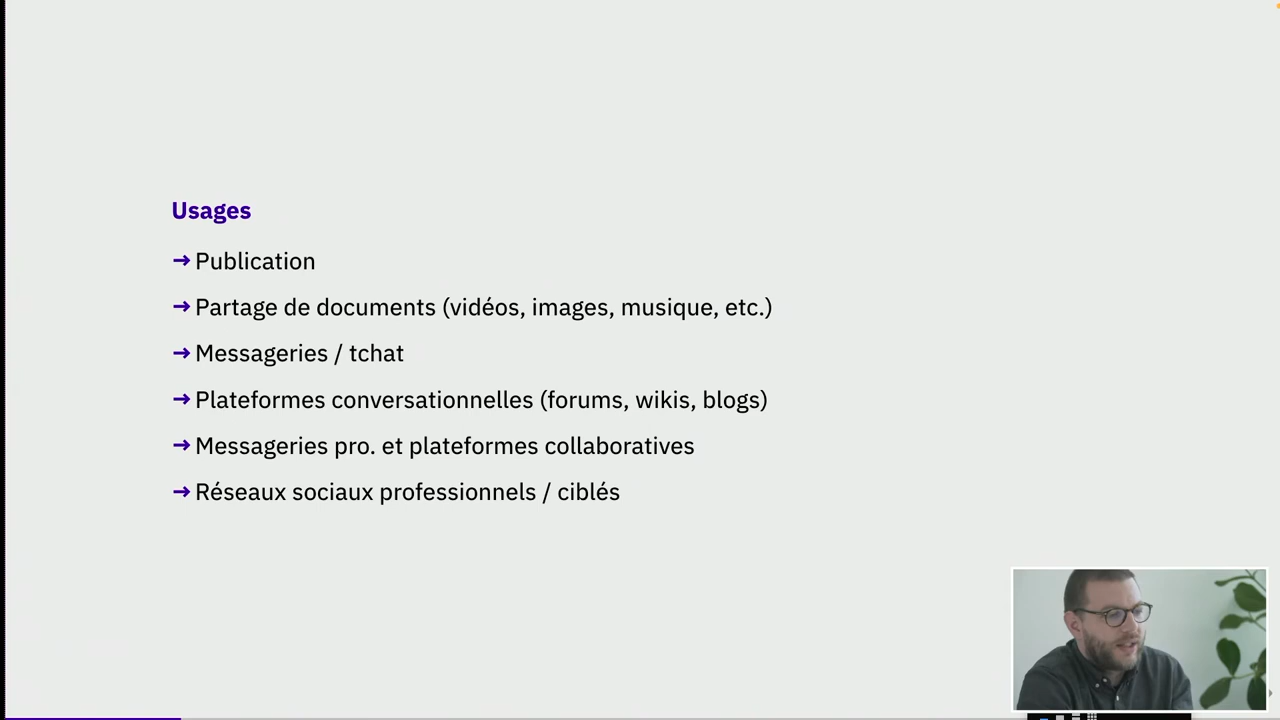 Usages
→ Publication
→ Partage de documents (vidéos, images, musique, etc.)
→ Messageries / tchat
→ Plateformes conversationnelles (forums, wikis, blogs)
→ Messageries pro. et plateformes collaboratives
→ Réseaux sociaux professionnels / ciblés